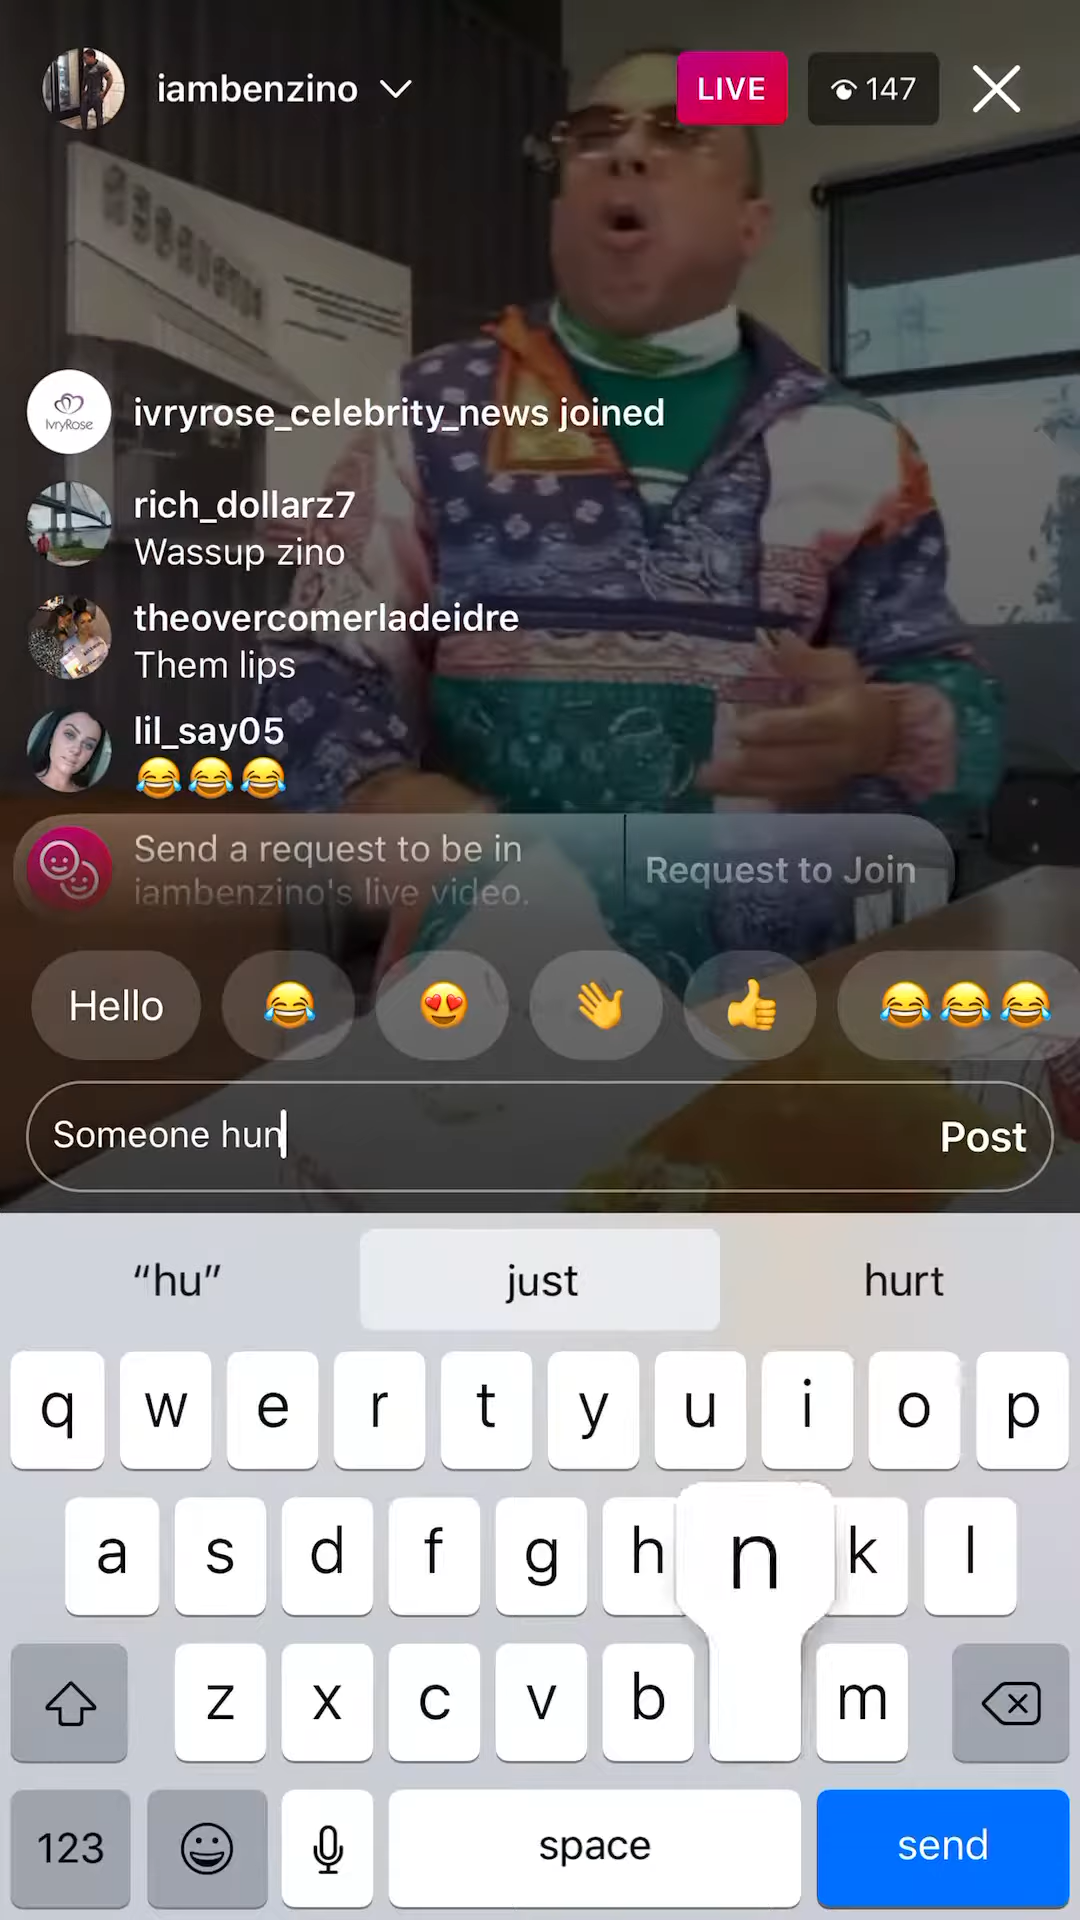 iambenzino
LIVE
147
ivryrose_celebrity_news joined
IvryRose
rich_dollarz7
Wassup zino
theovercomerladeidre
Them lips
lil_say05
😂😂😂
Send a request to be in
iambenzino's live video.
Request to Join
Hello 😂 😍 👋 👍 😂😂😂
Someone hun
Post
“hu” just hurt
q w e r t y u i o p
a s d f g h n k l
z x c v b m
123 space send